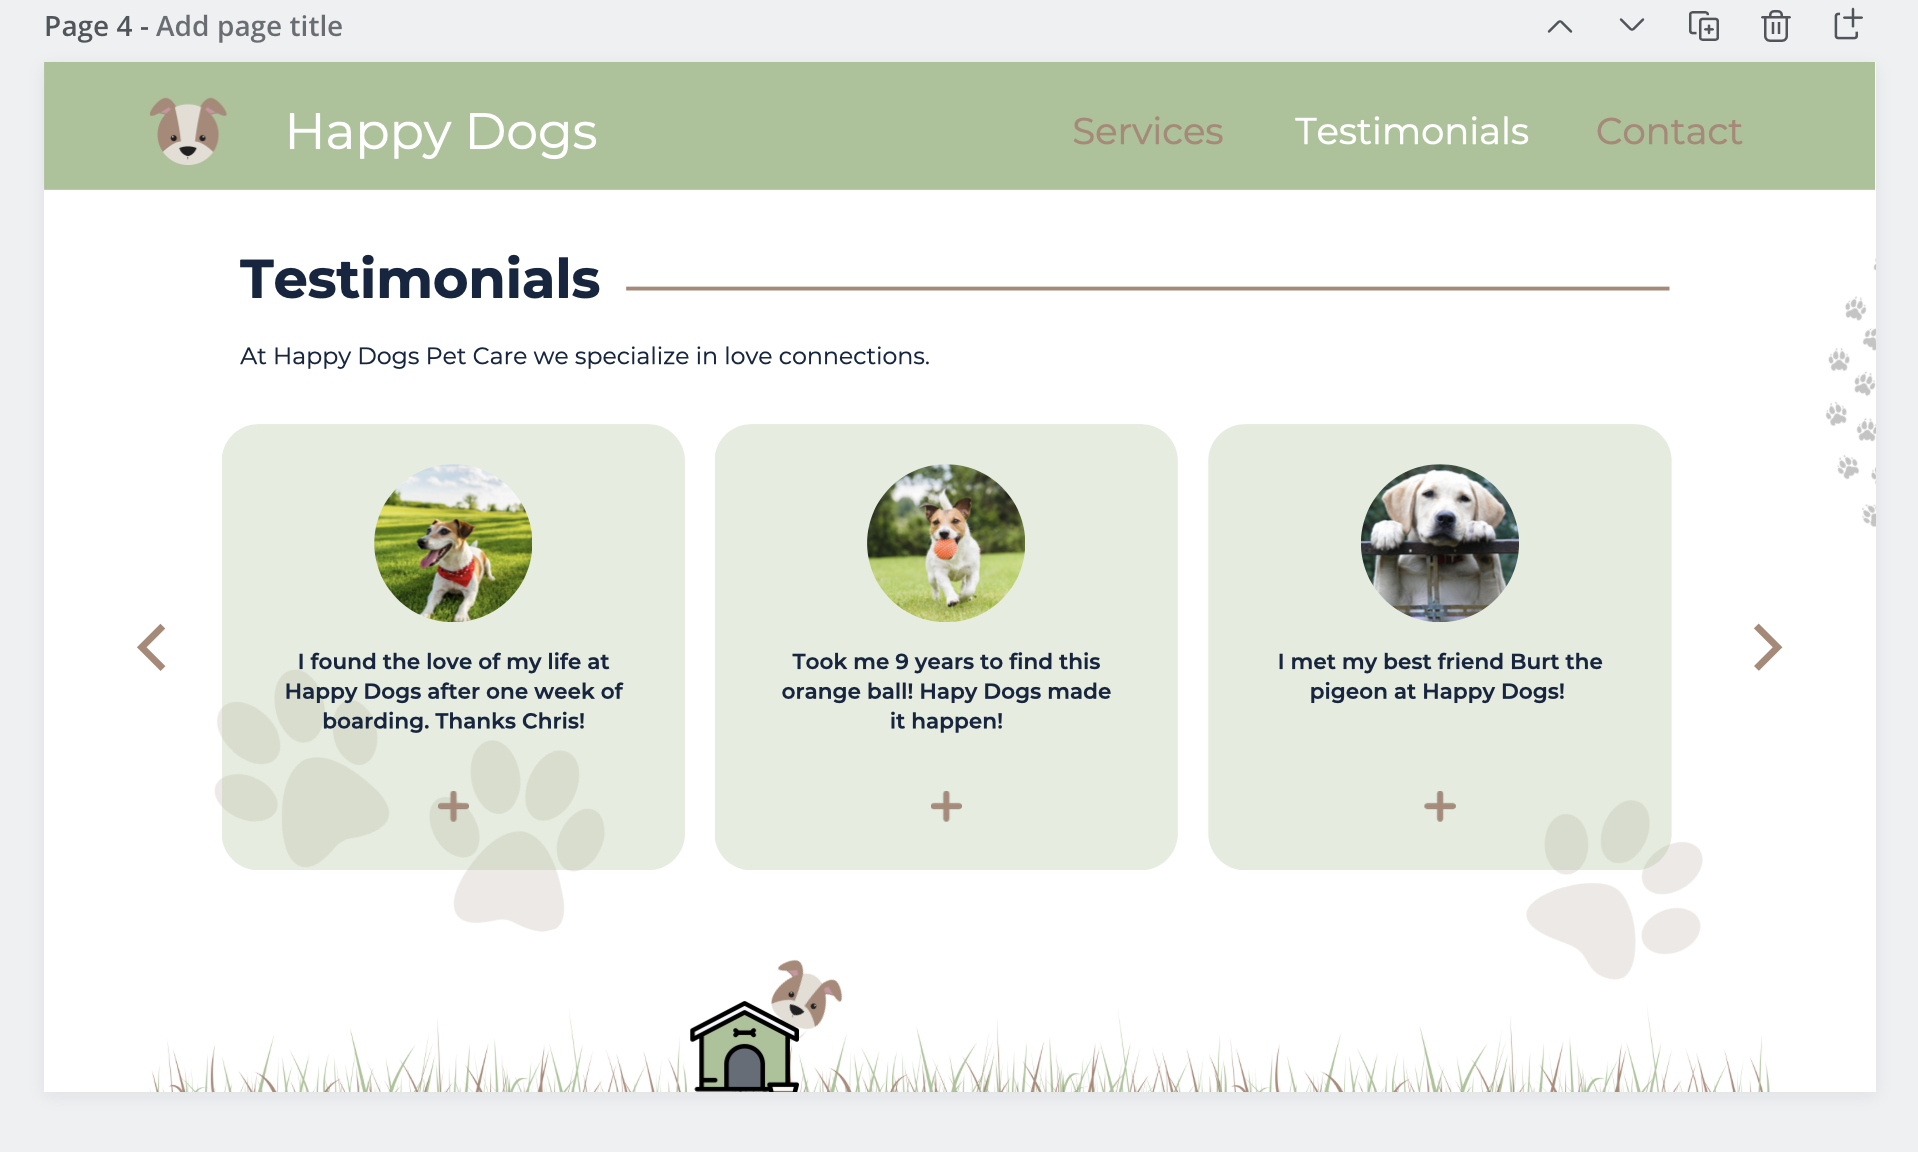 Page 4 - Add page title
Happy Dogs
Services
Testimonials
Contact
Testimonials
At Happy Dogs Pet Care we specialize in love connections.
I found the love of my life at
Happy Dogs after one week of
boarding. Thanks Chris!
Took me 9 years to find this
orange ball! Hapy Dogs made
it happen!
I met my best friend Burt the
pigeon at Happy Dogs!